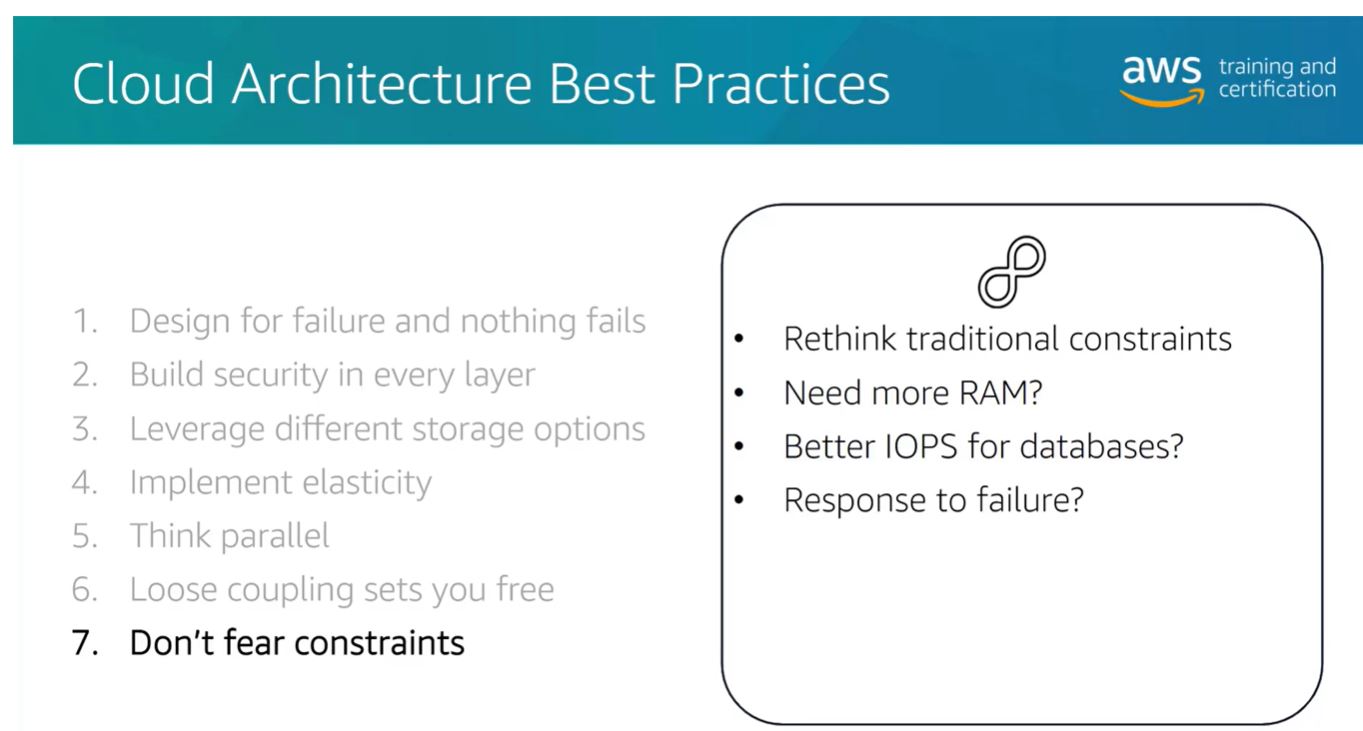 Cloud Architecture Best Practices
aws training and
certification
1. Design for failure and nothing fails
2. Build security in every layer
3. Leverage different storage options
4. Implement elasticity
5. Think parallel
6. Loose coupling sets you free
7. Don't fear constraints
• Rethink traditional constraints
• Need more RAM?
• Better IOPS for databases?
• Response to failure?